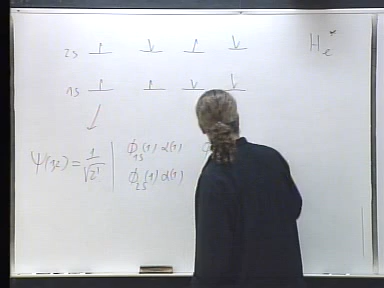 He*
2s ↑ ↓ ↑ ↓
1s ↑ ↑ ↓ ↓
ψ(1,2) = 1/√2! | ϕ1s(1) α(1)
ϕ2s(1) α(1)